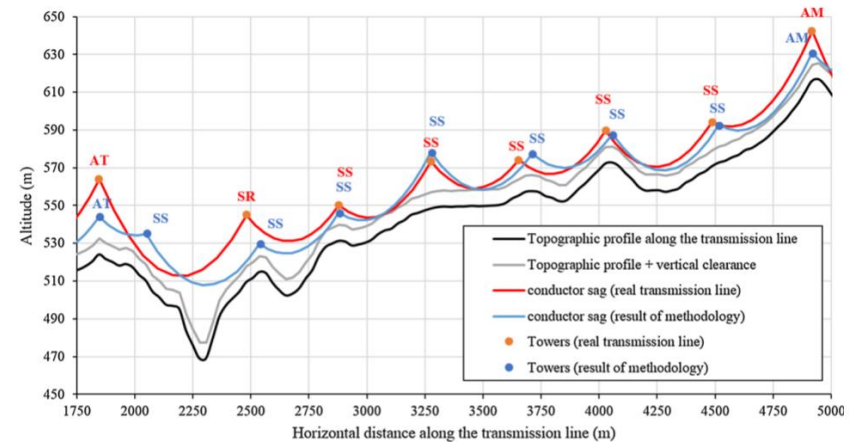 650
630
610
590
570
550
530
510
490
470
450
Altitude (m)
AT
AT
SS
SR
SS
SS
SS
SS
SS
SS
SS
SS
SS
SS
SS
AM
AM
Topographic profile along the transmission line
Topographic profile + vertical clearance
conductor sag (real transmission line)
conductor sag (result of methodology)
Towers (real transmission line)
Towers (result of methodology)
1750 2000 2250 2500 2750 3000 3250 3500 3750 4000 4250 4500 4750 5000
Horizontal distance along the transmission line (m)